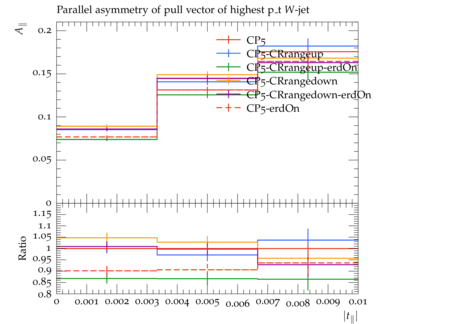 Parallel asymmetry of pull vector of highest p_t W-jet
A∥
0.2
0.15
0.1
0.05
0
CP5
CP5-CRrangeup
CP5-CRrangeup-erdOn
CP5-CRrangedown
CP5-CRrangedown-erdOn
CP5-erdOn
Ratio
1.15
1.1
1.05
1.0
0.95
0.9
0.85
0.8
0 0.001 0.002 0.003 0.004 0.005 0.006 0.007 0.008 0.009 0.01
|t∥|